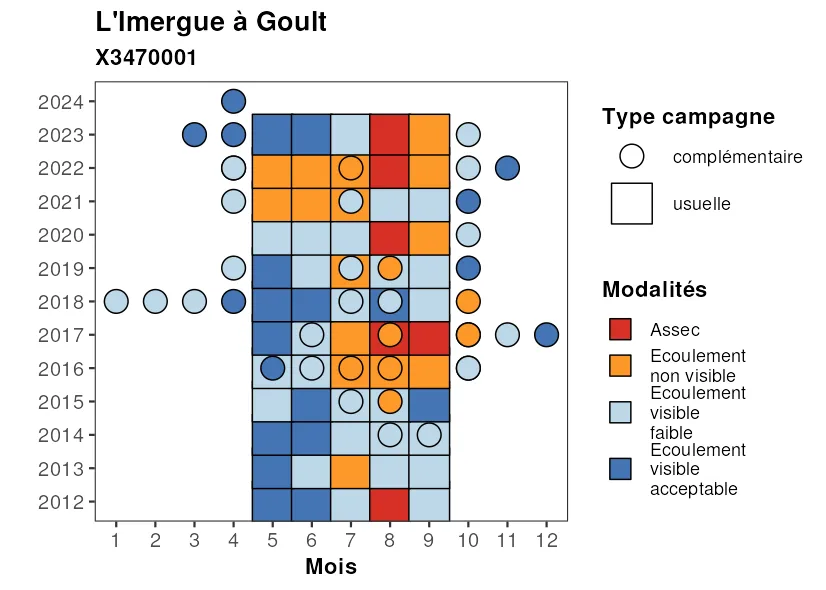 L'Imergue à Goult
X3470001
2024
2023
2022
2021
2020
2019
2018
2017
2016
2015
2014
2013
2012
1 2 3 4 5 6 7 8 9 10 11 12
Mois
Type campagne
complémentaire
usuelle
Modalités
Assec
Ecoulement
non visible
Ecoulement
visible
faible
Ecoulement
visible
acceptable